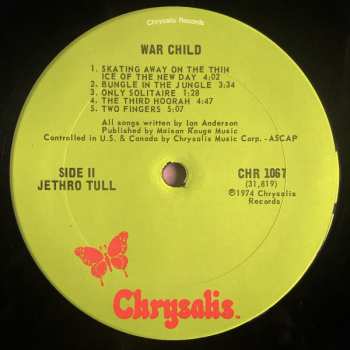 Chrysalis Records
WAR CHILD
1. SKATING AWAY ON THE THIN
ICE OF THE NEW DAY 4:02
2. BUNGLE IN THE JUNGLE 3:34
3. ONLY SOLITAIRE 1:28
4. THE THIRD HOORAH 4:47
5. TWO FINGERS 5:07
All songs written by Ian Anderson
Published by Maison Rouge Music
Controlled in U.S. & Canada by Chrysalis Music Corp. - ASCAP
SIDE II
JETHRO TULL
CHR 1067
(31,819)
℗1974 Chrysalis
Records
Chrysalis